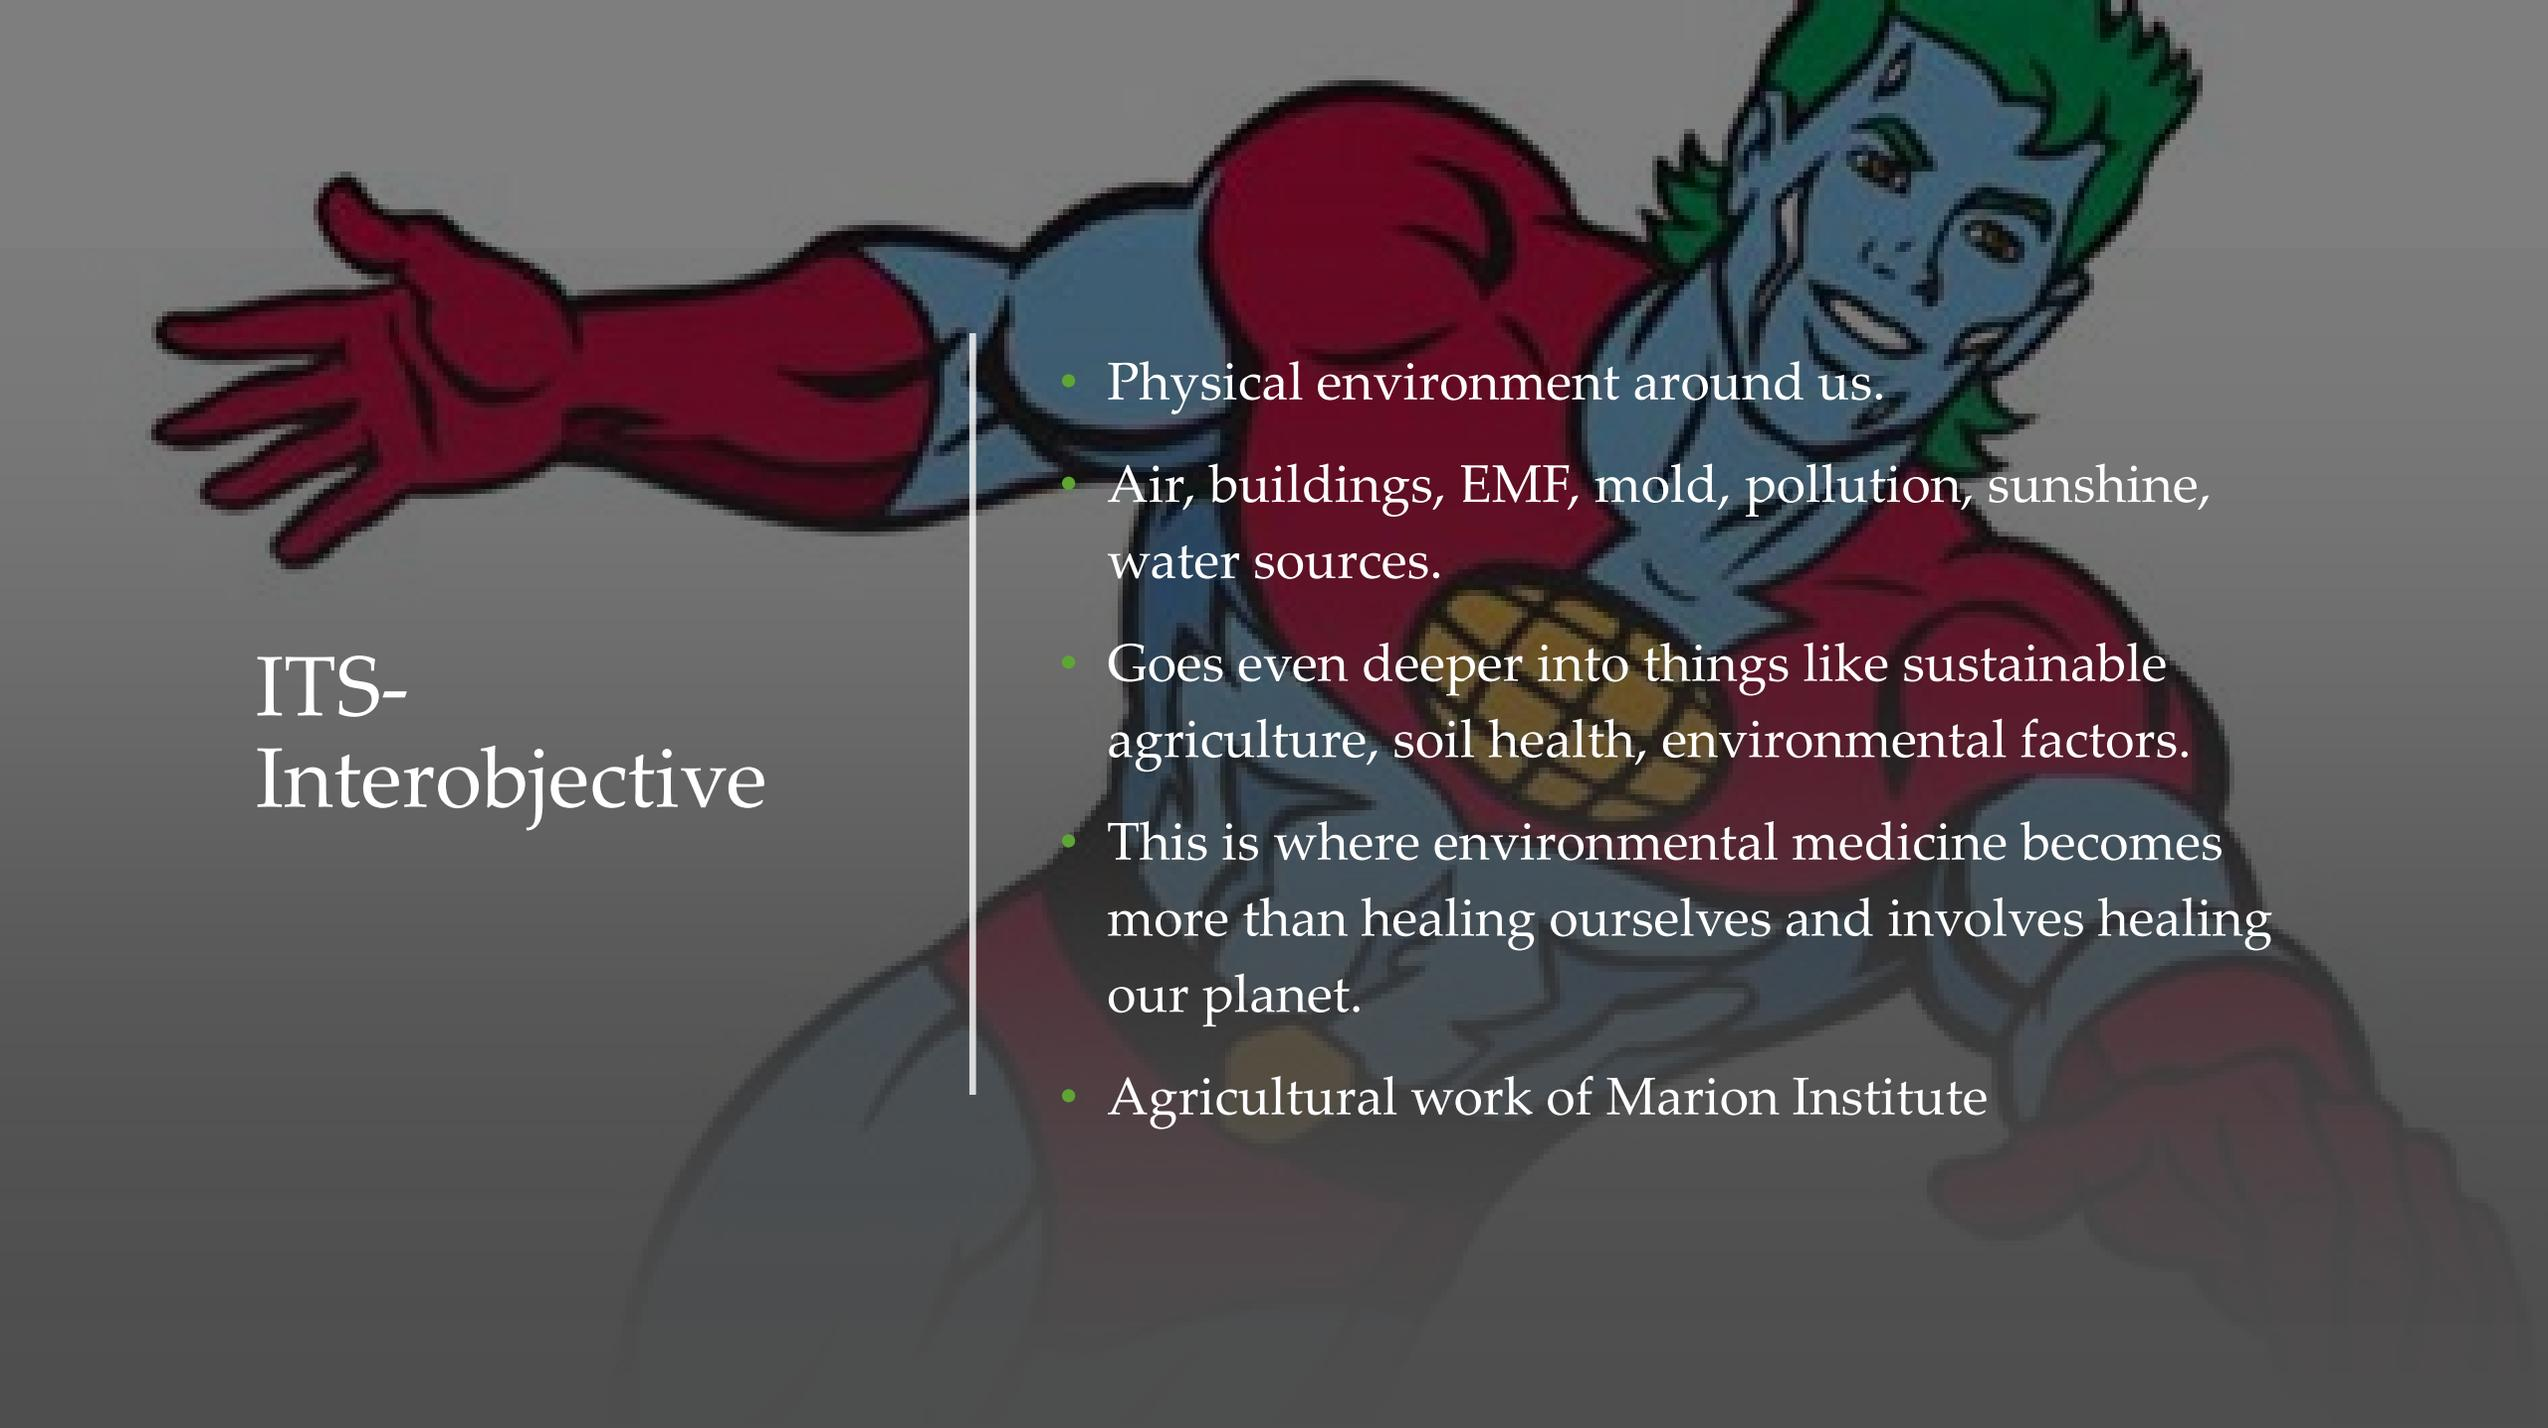 ITS-
Interobjective
• Physical environment around us.
• Air, buildings, EMF, mold, pollution, sunshine,
water sources.
• Goes even deeper into things like sustainable
agriculture, soil health, environmental factors.
• This is where environmental medicine becomes
more than healing ourselves and involves healing
our planet.
• Agricultural work of Marion Institute